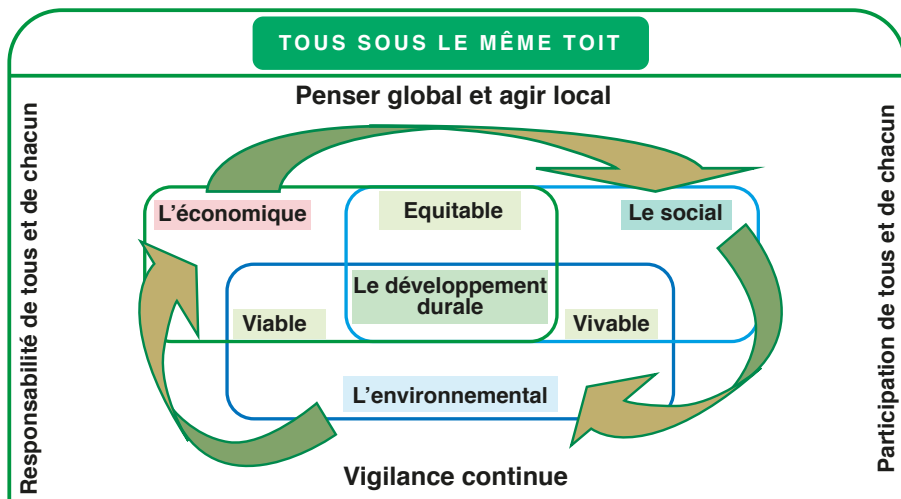 TOUS SOUS LE MÊME TOIT
Penser global et agir local
Responsabilité de tous et de chacun
Participation de tous et de chacun
L'économique
Equitable
Le social
Le développement
durale
Viable
Vivable
L'environnemental
Vigilance continue